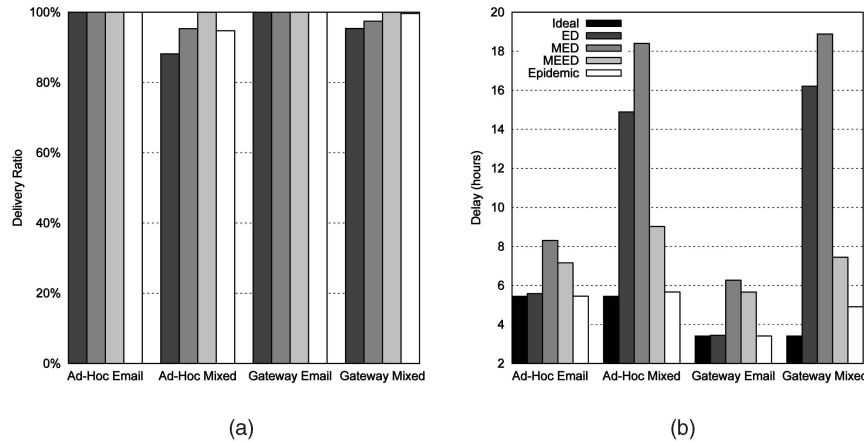 100%
80%
60%
40%
20%
0%
Delivery Ratio
Ad-Hoc Email
Ad-Hoc Mixed
Gateway Email
Gateway Mixed
(a)
20
18
16
14
12
10
8
6
4
2
Delay (hours)
Ideal
ED
MED
MEED
Epidemic
Ad-Hoc Email
Ad-Hoc Mixed
Gateway Email
Gateway Mixed
(b)